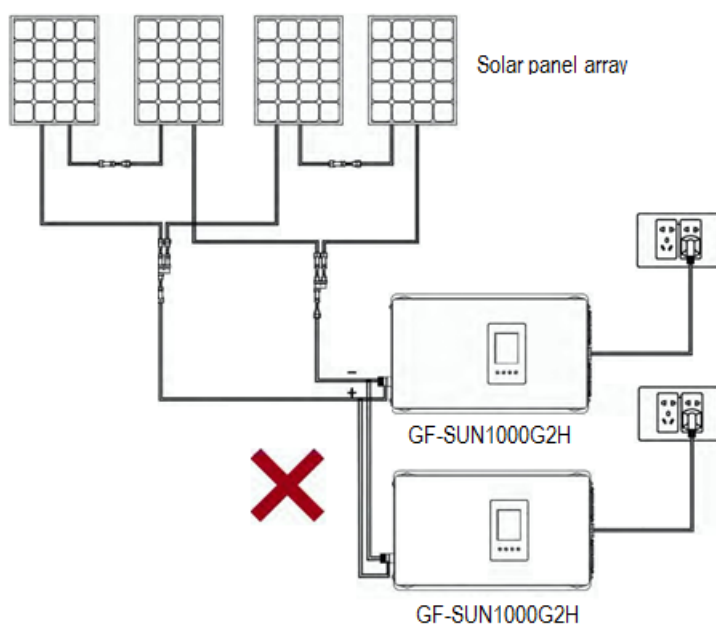 Solar panel array
−
+
GF-SUN1000G2H
GF-SUN1000G2H